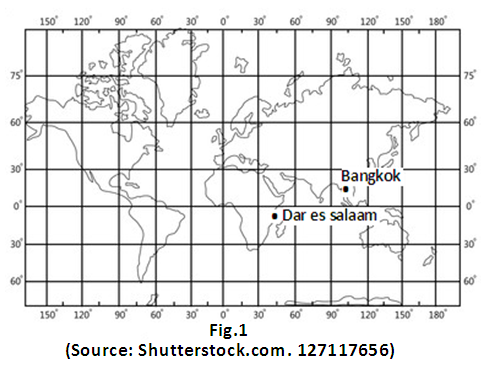 150° 120° 90° 60° 30° 0° 30° 60° 90° 120° 150° 180°
75° 75°
60° 60°
30° 30°
Bangkok
0° 0°
Dar es salaam
30° 30°
60° 60°
150° 120° 90° 60° 30° 0° 30° 60° 90° 120° 150° 180°
Fig.1
(Source: Shutterstock.com. 127117656)